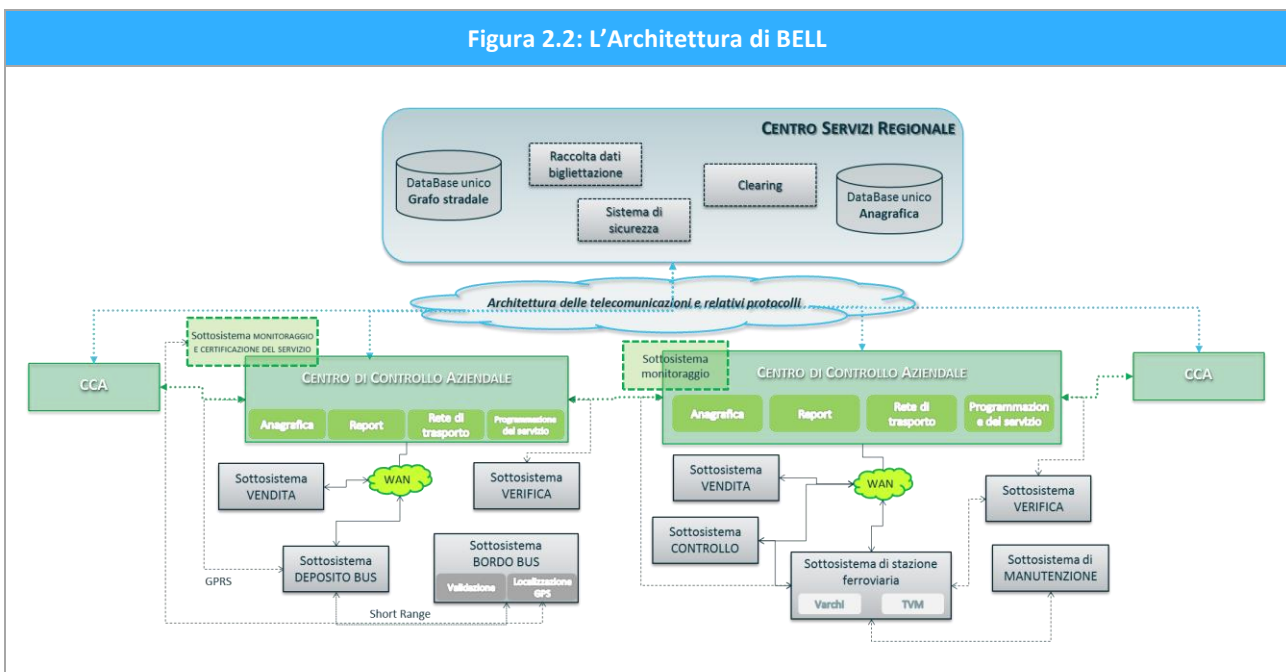 Figura 2.2: L'Architettura di BELL
CENTRO SERVIZI REGIONALE
DataBase unico
Grafo stradale
Raccolta dati
bigliettazione
Sistema di
sicurezza
Clearing
DataBase unico
Anagrafica
Architettura delle telecomunicazioni e relativi protocolli
Sottosistema MONITORAGGIO
E CERTIFICAZIONE DEL SERVIZIO
CCA
CENTRO DI CONTROLLO AZIENDALE
Anagrafica
Report
Rete di
trasporto
Programmazione
del servizio
Sottosistema
monitoraggio
CENTRO DI CONTROLLO AZIENDALE
Anagrafica
Report
Rete di
trasporto
Programmazion
e del servizio
CCA
Sottosistema
VENDITA
WAN
Sottosistema
VERIFICA
Sottosistema
DEPOSITO BUS
Sottosistema
BORDO BUS
Validazione
Localizzazione
GPS
GPRS
Short Range
Sottosistema
VENDITA
WAN
Sottosistema
VERIFICA
Sottosistema
CONTROLLO
Sottosistema di stazione
ferroviaria
Varchi
TVM
Sottosistema di
MANUTENZIONE